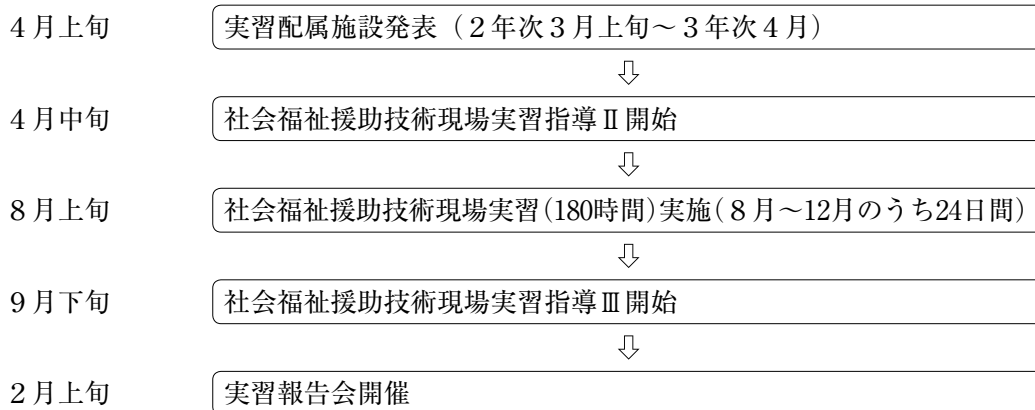 ４月上旬 実習配属施設発表（２年次３月上旬～３年次４月）
⇩
４月中旬 社会福祉援助技術現場実習指導Ⅱ開始
⇩
８月上旬 社会福祉援助技術現場実習(180時間)実施(８月～12月のうち24日間)
⇩
９月下旬 社会福祉援助技術現場実習指導Ⅲ開始
⇩
２月上旬 実習報告会開催